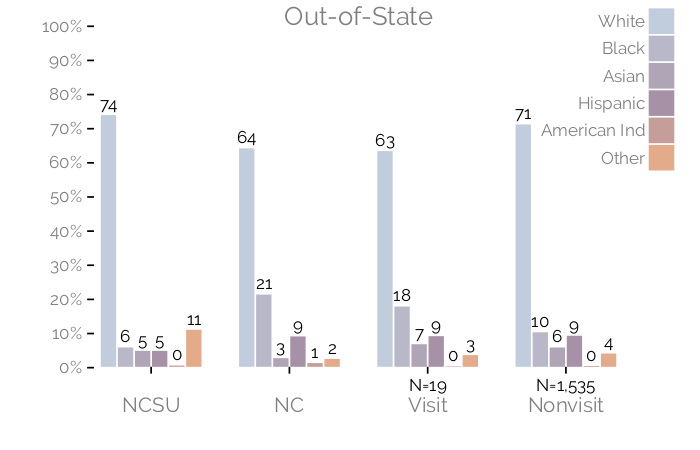 Out-of-State
100%
90%
80%
70%
60%
50%
40%
30%
20%
10%
0%
White
Black
Asian
Hispanic
American Ind
Other
74 6 5 5 0 11
64 21 3 9 1 2
63 18 7 9 0 3
71 10 6 9 0 4
N=19 N=1,535
NCSU NC Visit Nonvisit